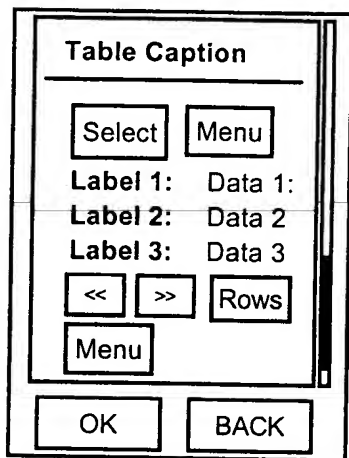 Table Caption
Select Menu
Label 1: Data 1:
Label 2: Data 2
Label 3: Data 3
<< >> Rows
Menu
OK BACK